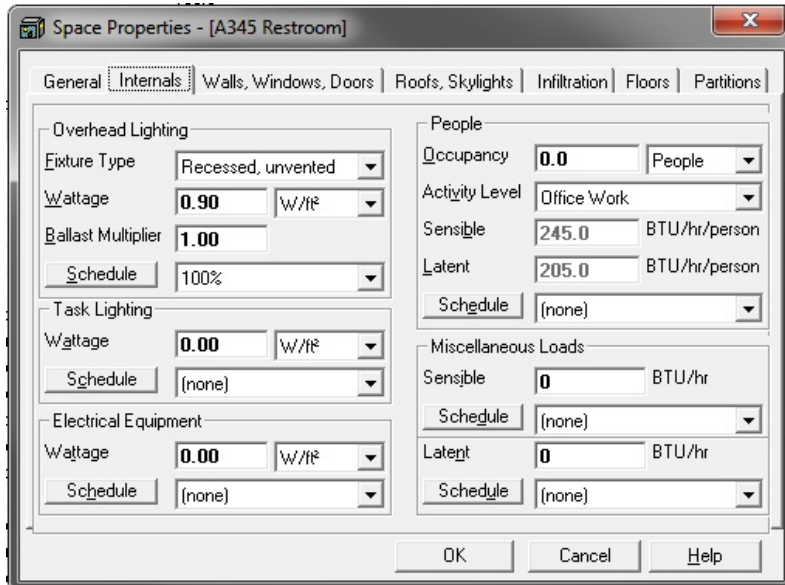 Space Properties - [A345 Restroom]
General Internals Walls, Windows, Doors Roofs, Skylights Infiltration Floors Partitions
Overhead Lighting
Fixture Type Recessed, unvented
Wattage 0.90 W/ft²
Ballast Multiplier 1.00
Schedule 100%
Task Lighting
Wattage 0.00 W/ft²
Schedule (none)
Electrical Equipment
Wattage 0.00 W/ft²
Schedule (none)
People
Occupancy 0.0 People
Activity Level Office Work
Sensible 245.0 BTU/hr/person
Latent 205.0 BTU/hr/person
Schedule (none)
Miscellaneous Loads
Sensible 0 BTU/hr
Schedule (none)
Latent 0 BTU/hr
Schedule (none)
OK Cancel Help